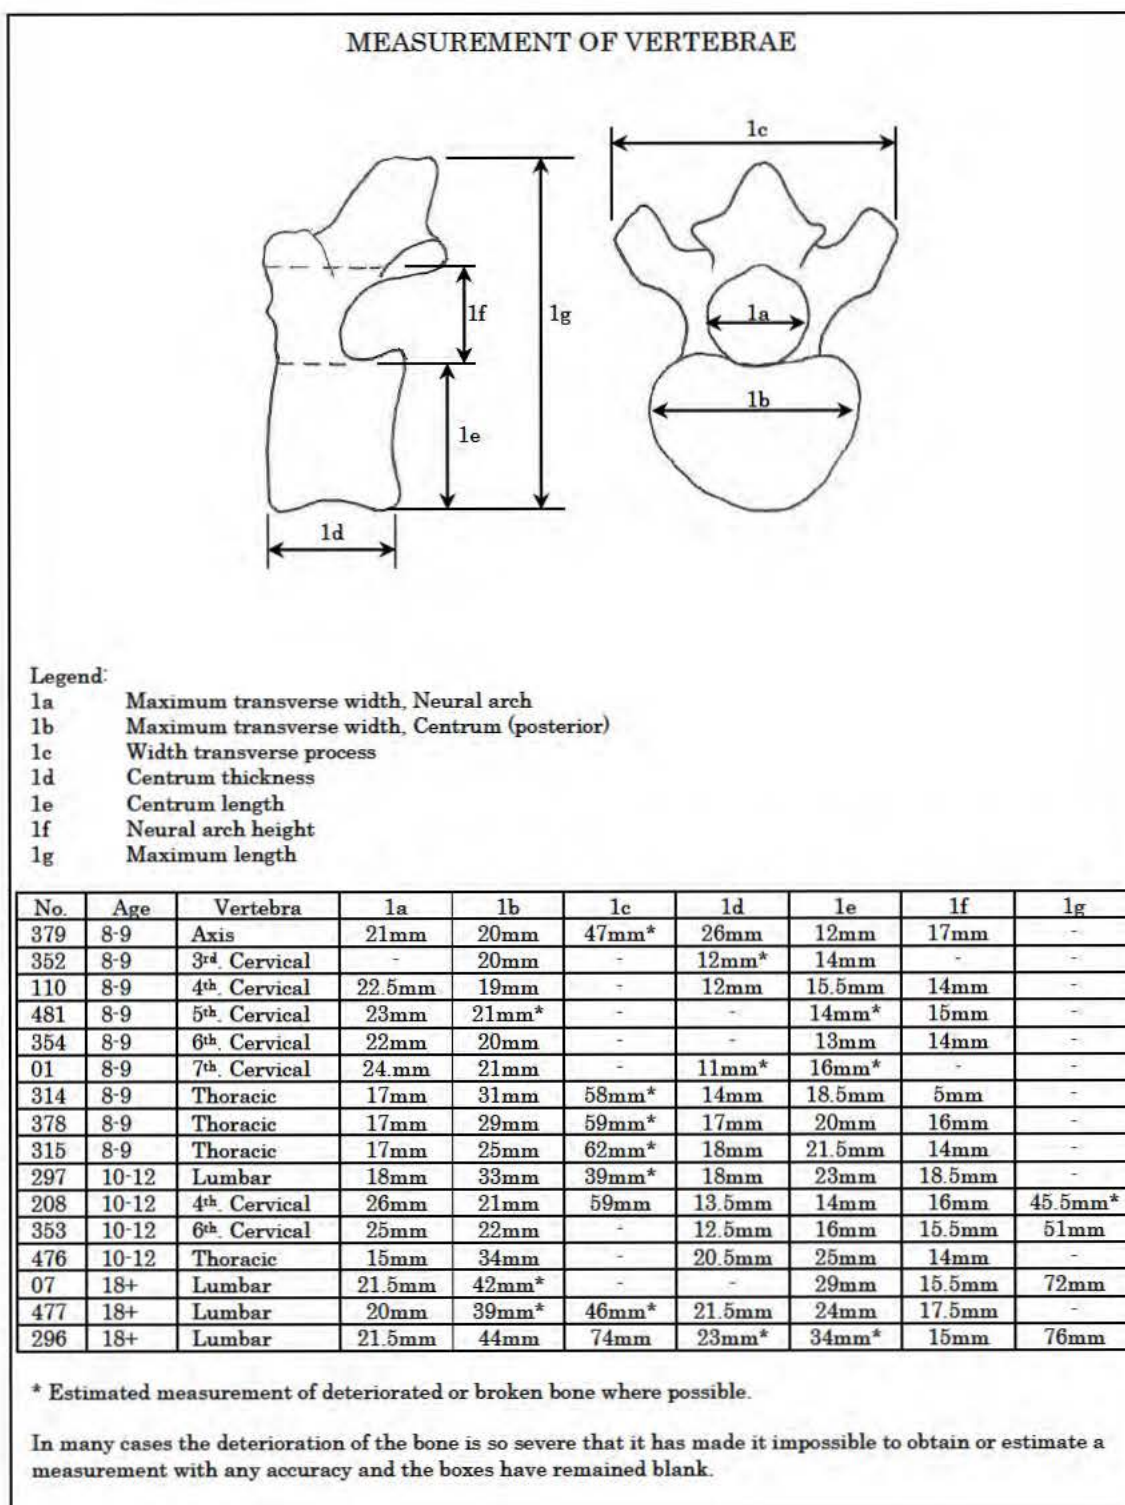 MEASUREMENT OF VERTEBRAE
1c
1f
1g
1a
1b
1e
1d
Legend:
1a Maximum transverse width, Neural arch
1b Maximum transverse width, Centrum (posterior)
1c Width transverse process
1d Centrum thickness
1e Centrum length
1f Neural arch height
1g Maximum length
No. Age Vertebra 1a 1b 1c 1d 1e 1f 1g
379 8-9 Axis 21mm 20mm 47mm* 26mm 12mm 17mm -
352 8-9 3rd. Cervical - 20mm - 12mm* 14mm - -
110 8-9 4th. Cervical 22.5mm 19mm - 12mm 15.5mm 14mm -
481 8-9 5th. Cervical 23mm 21mm* - - 14mm* 15mm -
354 8-9 6th. Cervical 22mm 20mm - - 13mm 14mm -
01 8-9 7th. Cervical 24.mm 21mm - 11mm* 16mm* - -
314 8-9 Thoracic 17mm 31mm 58mm* 14mm 18.5mm 5mm -
378 8-9 Thoracic 17mm 29mm 59mm* 17mm 20mm 16mm -
315 8-9 Thoracic 17mm 25mm 62mm* 18mm 21.5mm 14mm -
297 10-12 Lumbar 18mm 33mm 39mm* 18mm 23mm 18.5mm -
208 10-12 4th. Cervical 26mm 21mm 59mm 13.5mm 14mm 16mm 45.5mm*
353 10-12 6th. Cervical 25mm 22mm - 12.5mm 16mm 15.5mm 51mm
476 10-12 Thoracic 15mm 34mm - 20.5mm 25mm 14mm -
07 18+ Lumbar 21.5mm 42mm* - - 29mm 15.5mm 72mm
477 18+ Lumbar 20mm 39mm* 46mm* 21.5mm 24mm 17.5mm -
296 18+ Lumbar 21.5mm 44mm 74mm 23mm* 34mm* 15mm 76mm
* Estimated measurement of deteriorated or broken bone where possible.
In many cases the deterioration of the bone is so severe that it has made it impossible to obtain or estimate a
measurement with any accuracy and the boxes have remained blank.